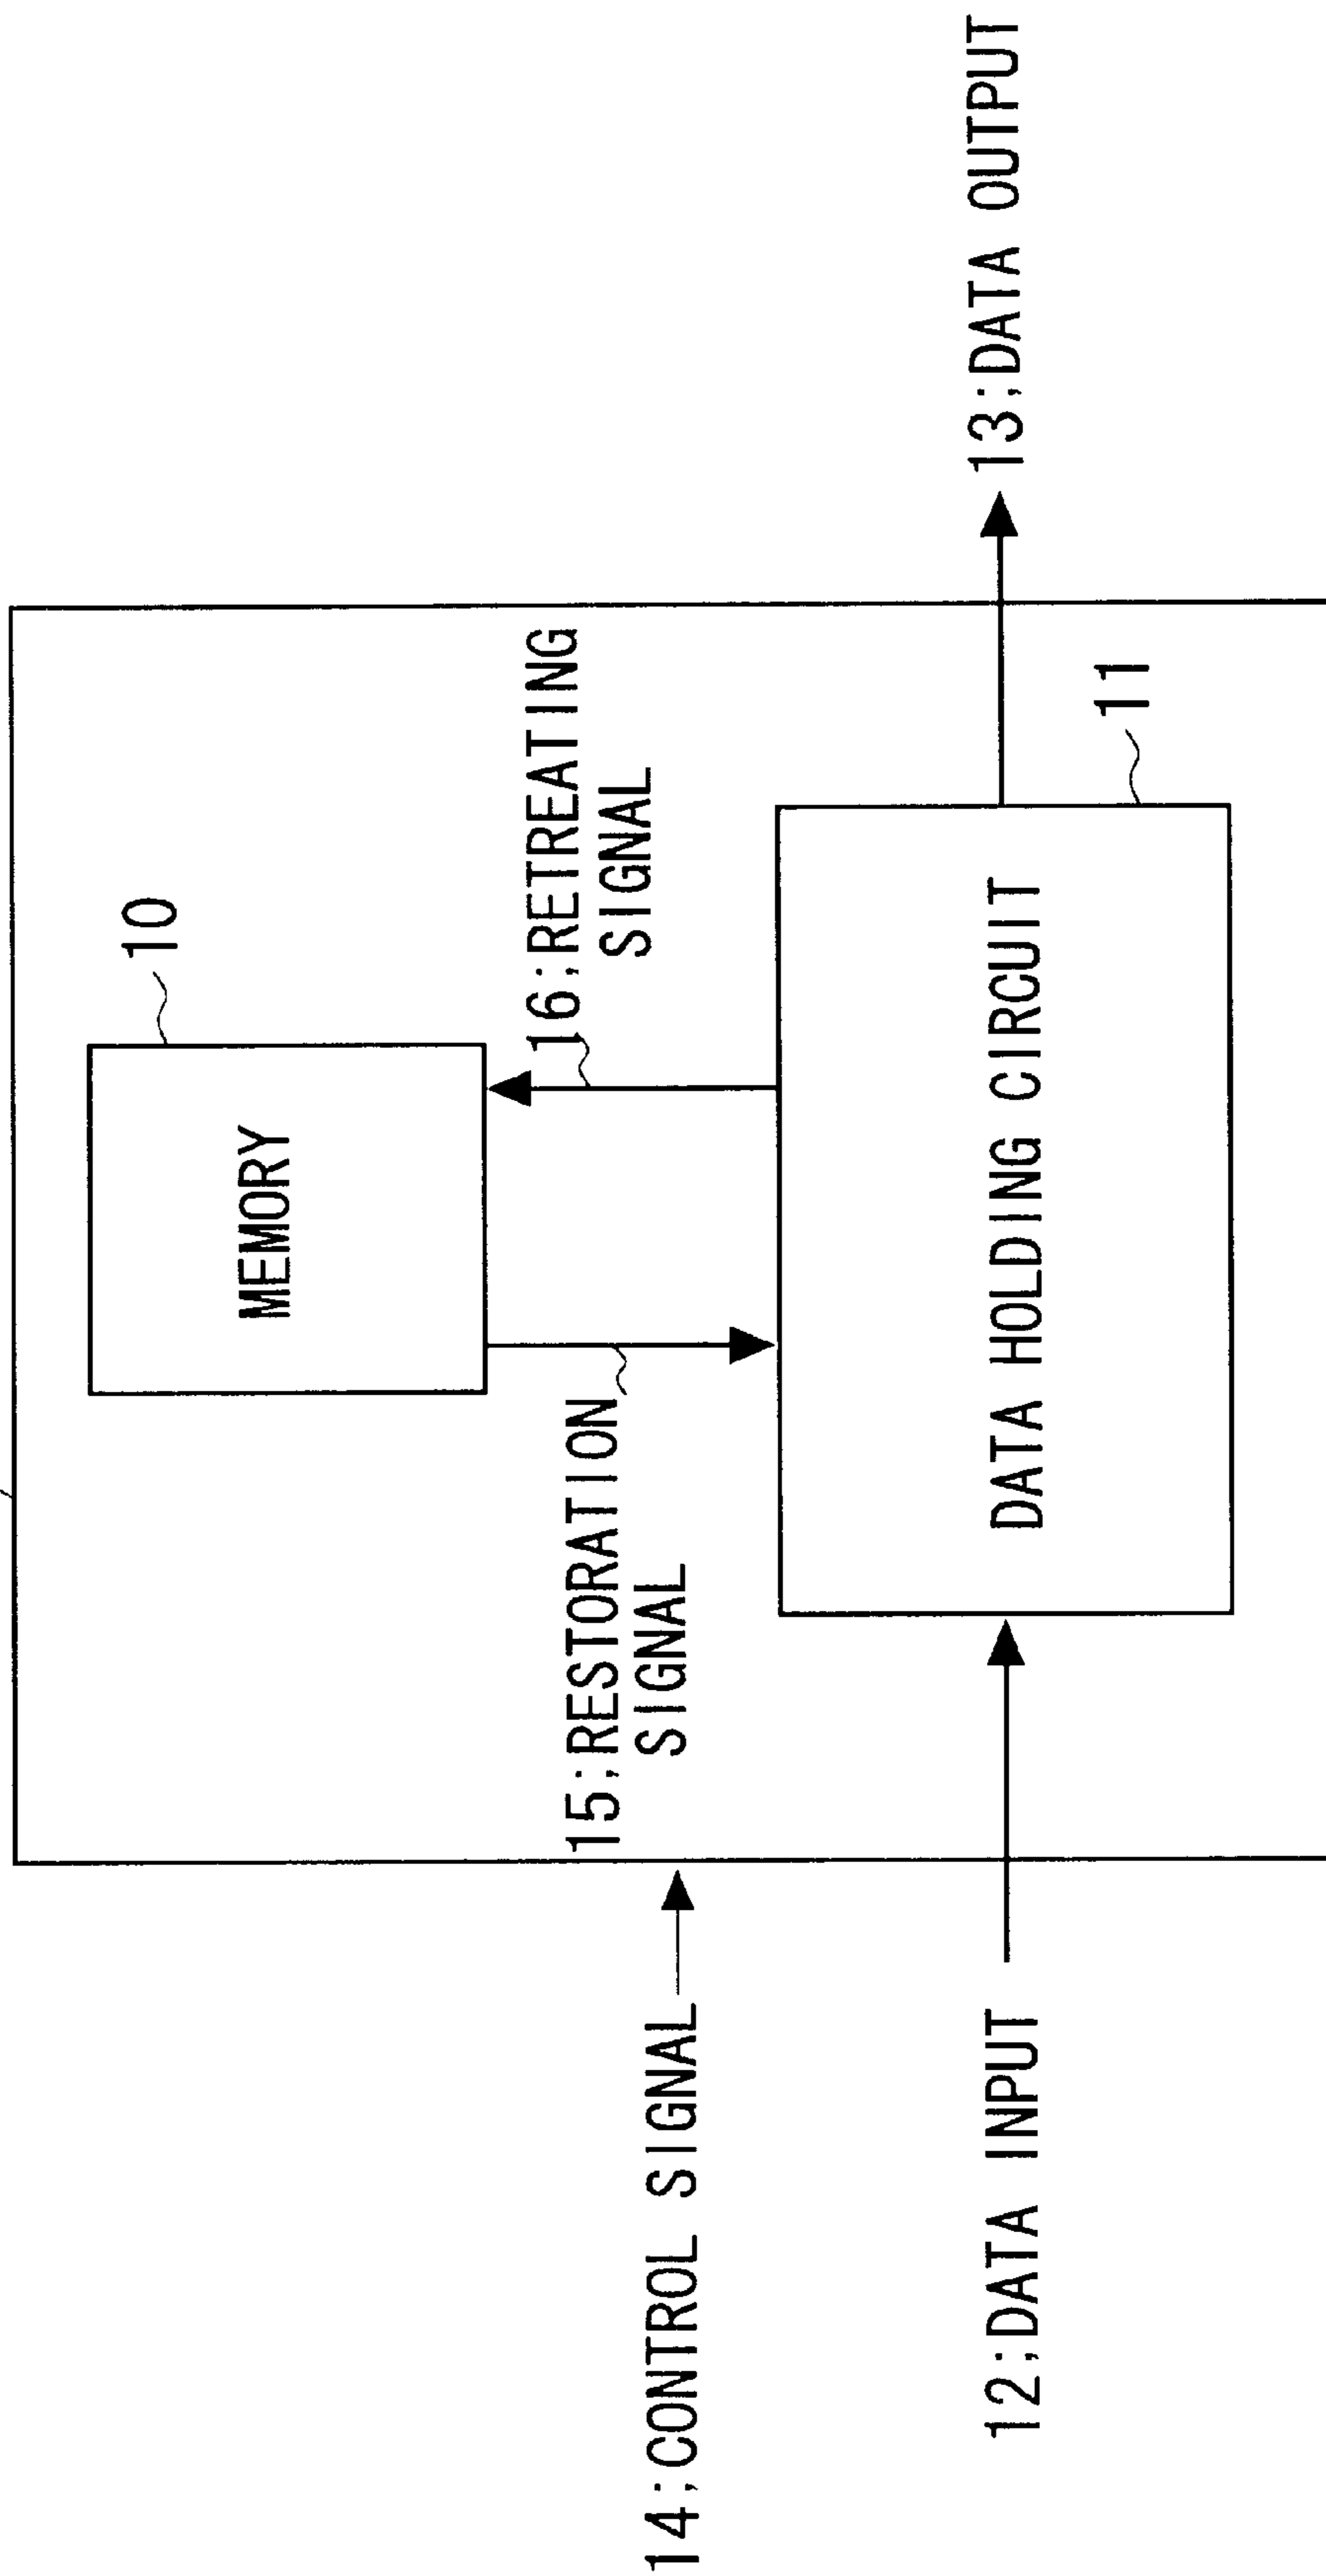 10
MEMORY
16;RETREATING
SIGNAL
15;RESTORATION
SIGNAL
14;CONTROL SIGNAL
11
DATA HOLDING CIRCUIT
12;DATA INPUT
13;DATA OUTPUT